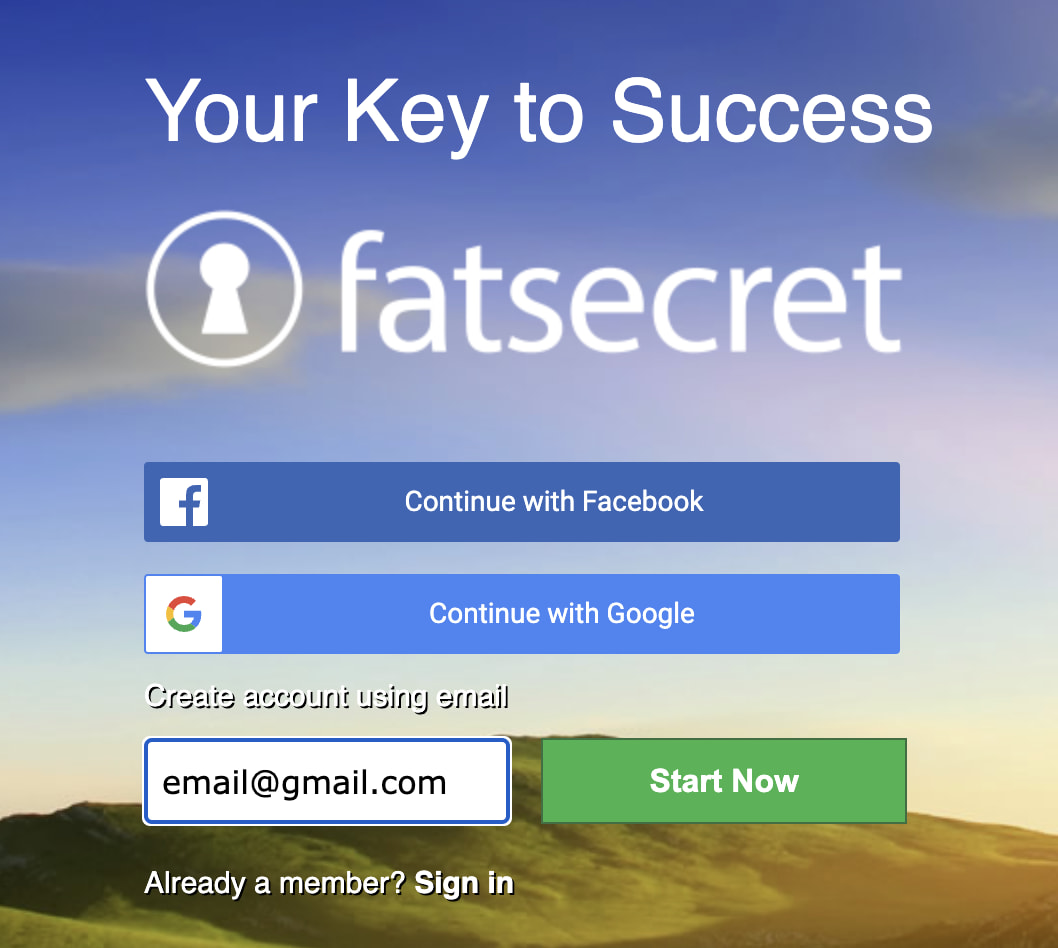 Your Key to Success
fatsecret
Continue with Facebook
Continue with Google
Create account using email
email@gmail.com
Start Now
Already a member? Sign in